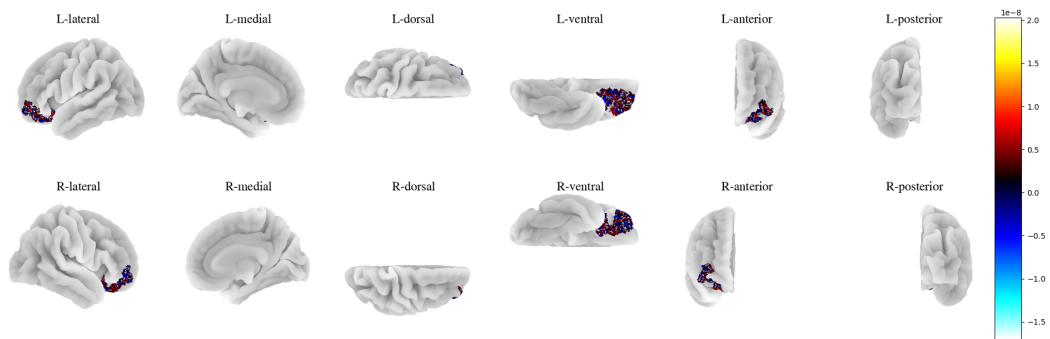 1e−8
L-lateral L-medial L-dorsal L-ventral L-anterior L-posterior
2.0
1.5
1.0
0.5
R-lateral R-medial R-dorsal R-ventral R-anterior R-posterior
0.0
−0.5
−1.0
−1.5